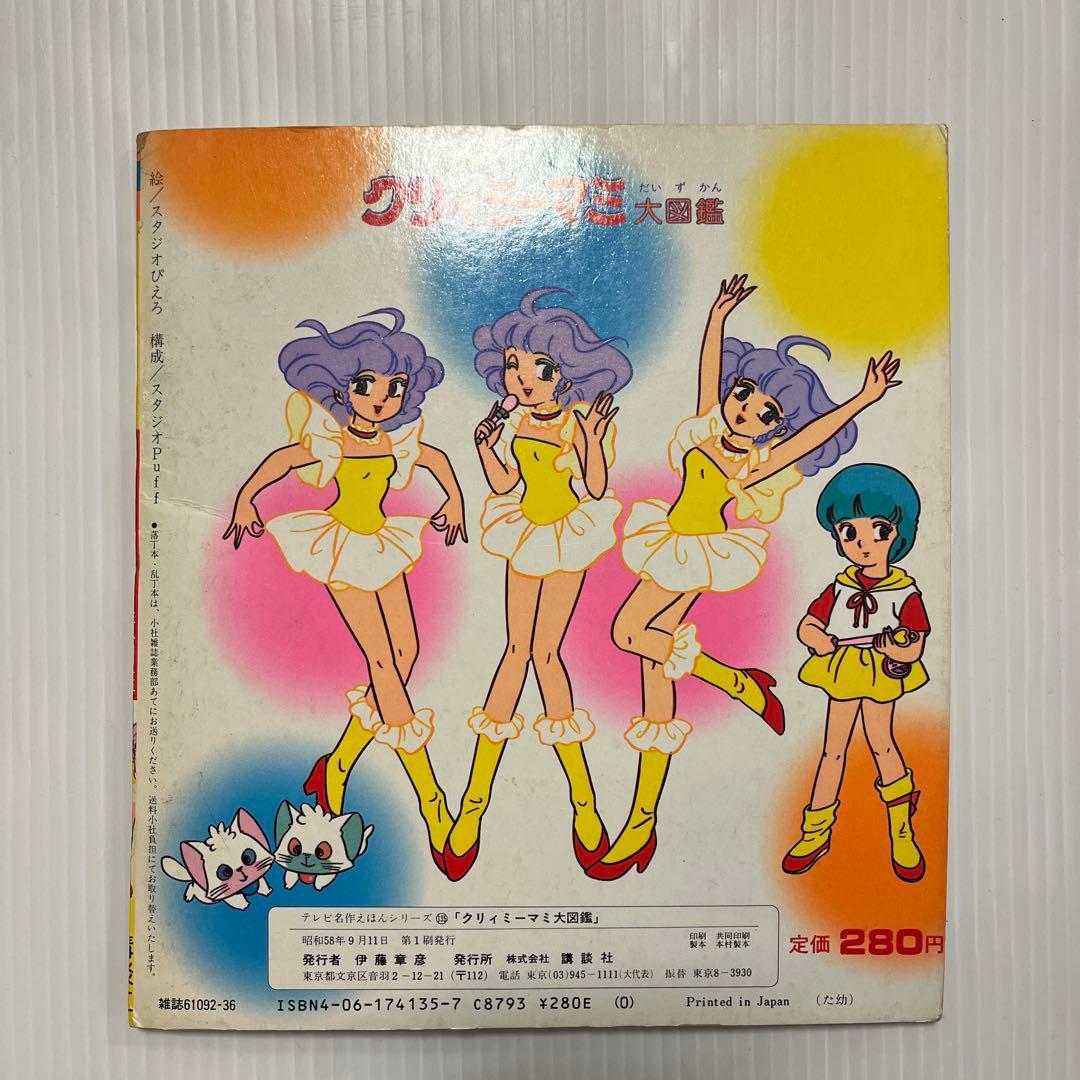 だいずかん
クリィミーマミ大図鑑
絵/スタジオぴえろ 構成/スタジオPuff ●落丁本・乱丁本は、小社雑誌業務部あてにお送りください。送料小社負担にてお取り替えいたします。
テレビ名作えほんシリーズ 135 「クリィミーマミ大図鑑」
昭和58年9月11日 第1刷発行
印刷 共同印刷
製本 本村製本
発行者 伊藤章彦 発行所 株式会社 講談社
東京都文京区音羽2-12-21(〒112) 電話 東京(03)945-1111(大代表) 振替 東京8-3930
定価 280円
雑誌61092-36 ISBN4-06-174135-7 C8793 ¥280E (0) Printed in Japan (た幼)